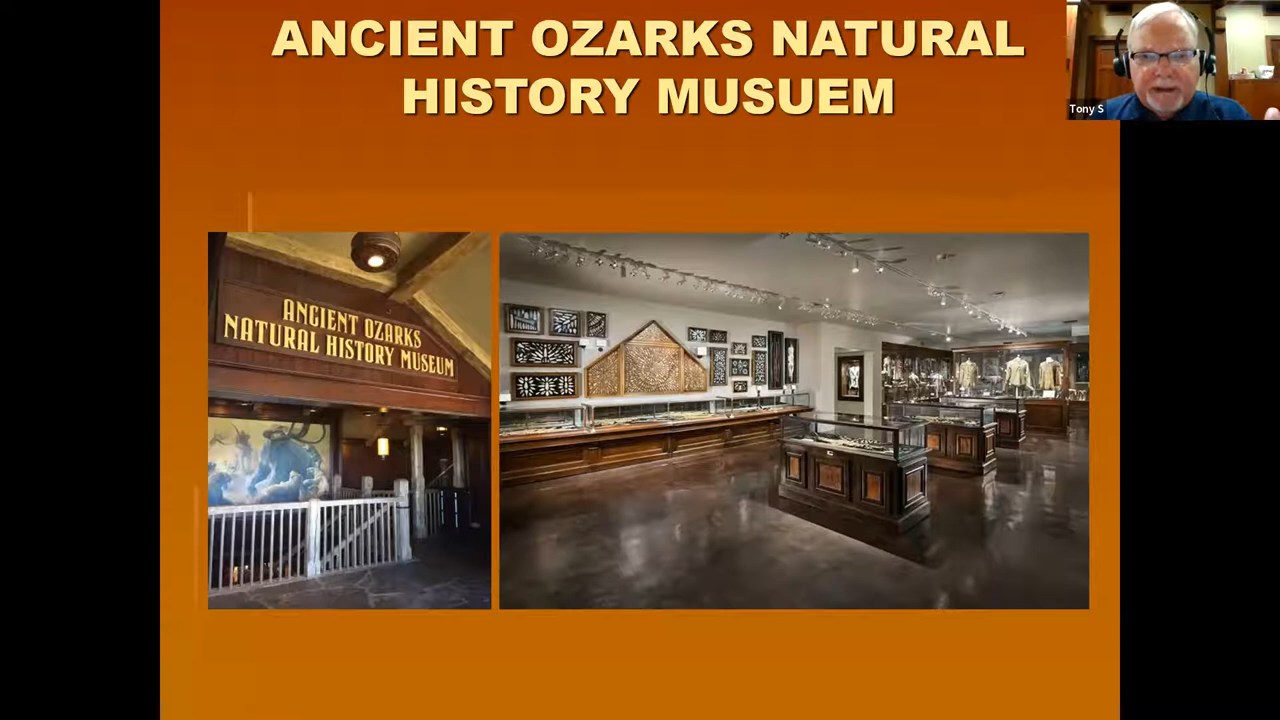 ANCIENT OZARKS NATURAL
HISTORY MUSUEM
Tony S
ANCIENT OZARKS
NATURAL HISTORY MUSEUM